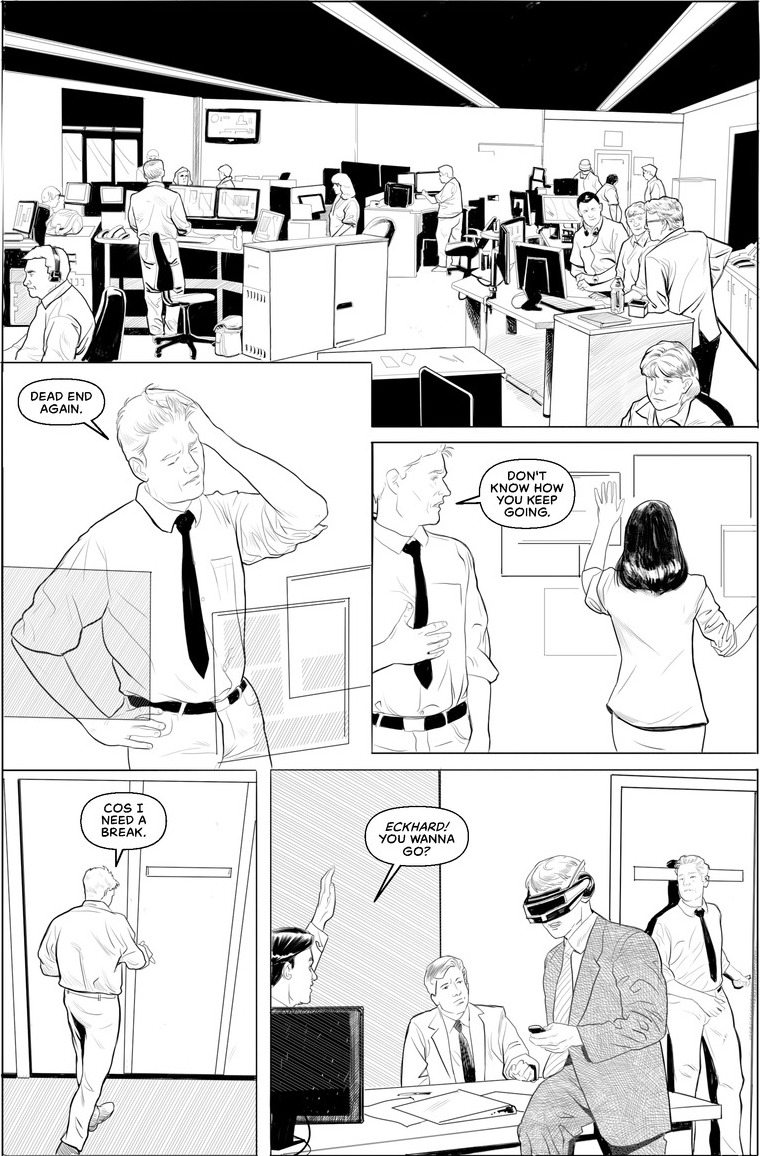 DEAD END
AGAIN.
DON'T
KNOW HOW
YOU KEEP
GOING.
COS I
NEED A
BREAK.
ECKHARD!
YOU WANNA
GO?